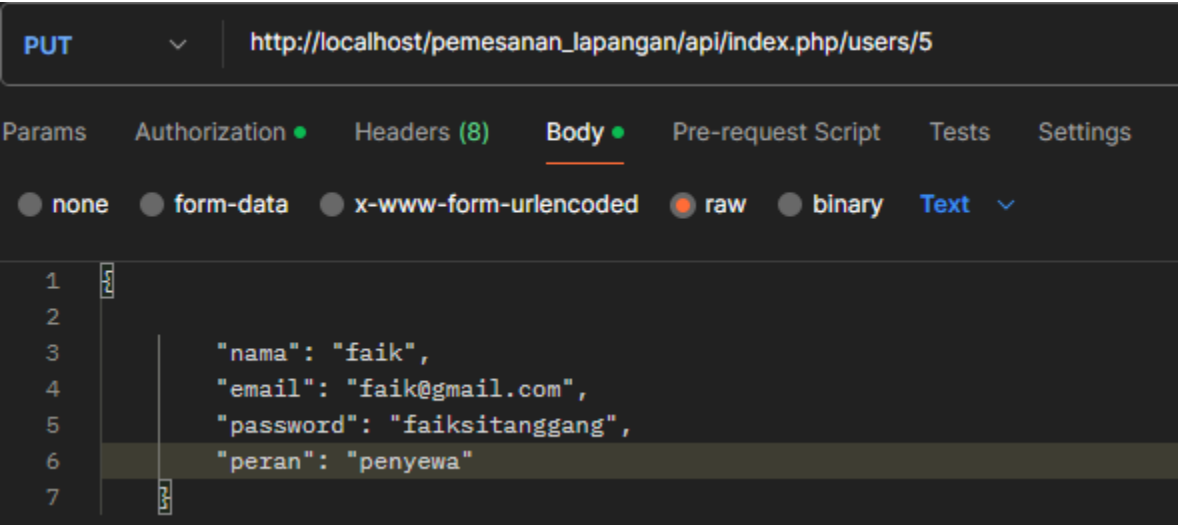 PUT http://localhost/pemesanan_lapangan/api/index.php/users/5
Params Authorization Headers (8) Body Pre-request Script Tests Settings
none form-data x-www-form-urlencoded raw binary Text
1 {
2
3 "nama": "faik",
4 "email": "faik@gmail.com",
5 "password": "faiksitanggang",
6 "peran": "penyewa"
7 }